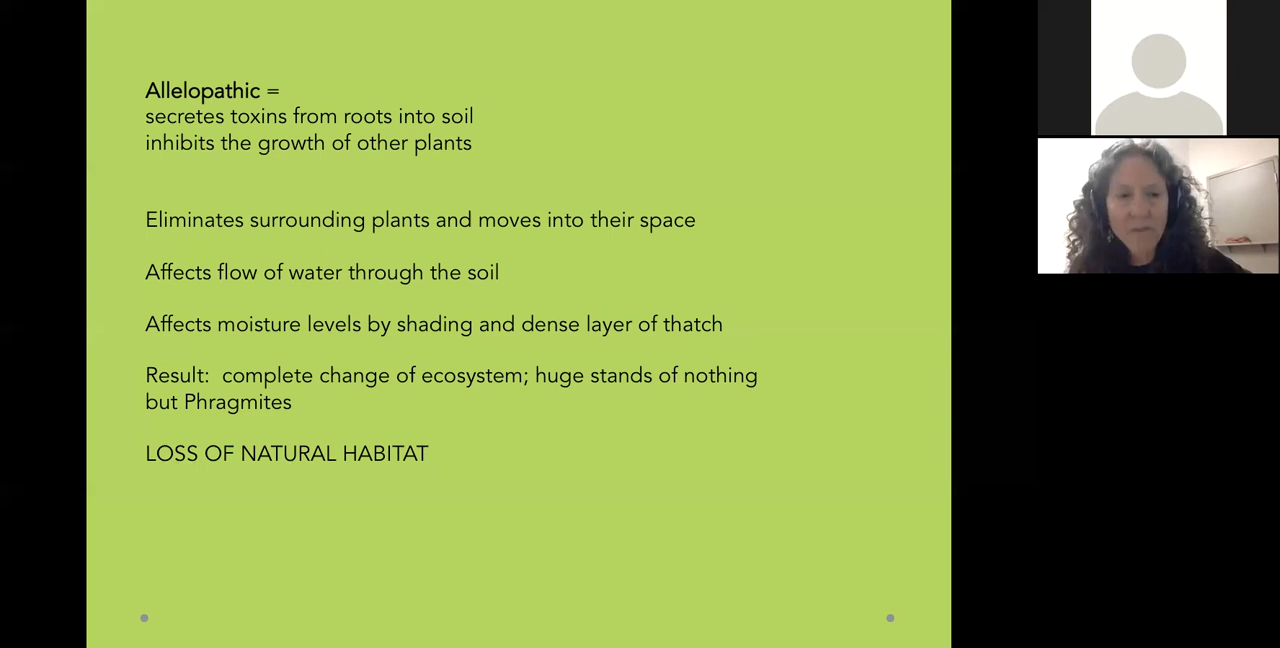 Allelopathic =
secretes toxins from roots into soil
inhibits the growth of other plants
Eliminates surrounding plants and moves into their space
Affects flow of water through the soil
Affects moisture levels by shading and dense layer of thatch
Result:  complete change of ecosystem; huge stands of nothing
but Phragmites
LOSS OF NATURAL HABITAT